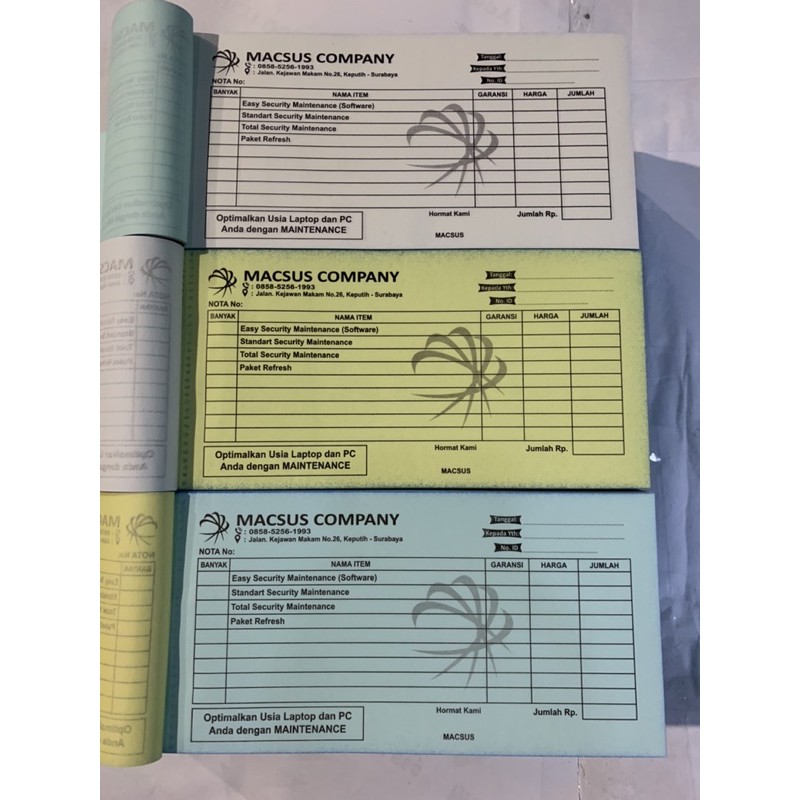 MACSUS COMPANY
: 0858-5256-1993
: Jalan. Kejawan Makam No.26, Keputih - Surabaya
Tanggal:
Kepada Yth:
No. ID
NOTA No:
BANYAK NAMA ITEM GARANSI HARGA JUMLAH
Easy Security Maintenance (Software)
Standart Security Maintenance
Total Security Maintenance
Paket Refresh
Optimalkan Usia Laptop dan PC
Anda dengan MAINTENANCE
Hormat Kami
MACSUS
Jumlah Rp.
MACSUS COMPANY
: 0858-5256-1993
: Jalan. Kejawan Makam No.26, Keputih - Surabaya
Tanggal:
Kepada Yth:
No. ID
NOTA No:
BANYAK NAMA ITEM GARANSI HARGA JUMLAH
Easy Security Maintenance (Software)
Standart Security Maintenance
Total Security Maintenance
Paket Refresh
Optimalkan Usia Laptop dan PC
Anda dengan MAINTENANCE
Hormat Kami
MACSUS
Jumlah Rp.
MACSUS COMPANY
: 0858-5256-1993
: Jalan. Kejawan Makam No.26, Keputih - Surabaya
Tanggal:
Kepada Yth:
No. ID
NOTA No:
BANYAK NAMA ITEM GARANSI HARGA JUMLAH
Easy Security Maintenance (Software)
Standart Security Maintenance
Total Security Maintenance
Paket Refresh
Optimalkan Usia Laptop dan PC
Anda dengan MAINTENANCE
Hormat Kami
MACSUS
Jumlah Rp.